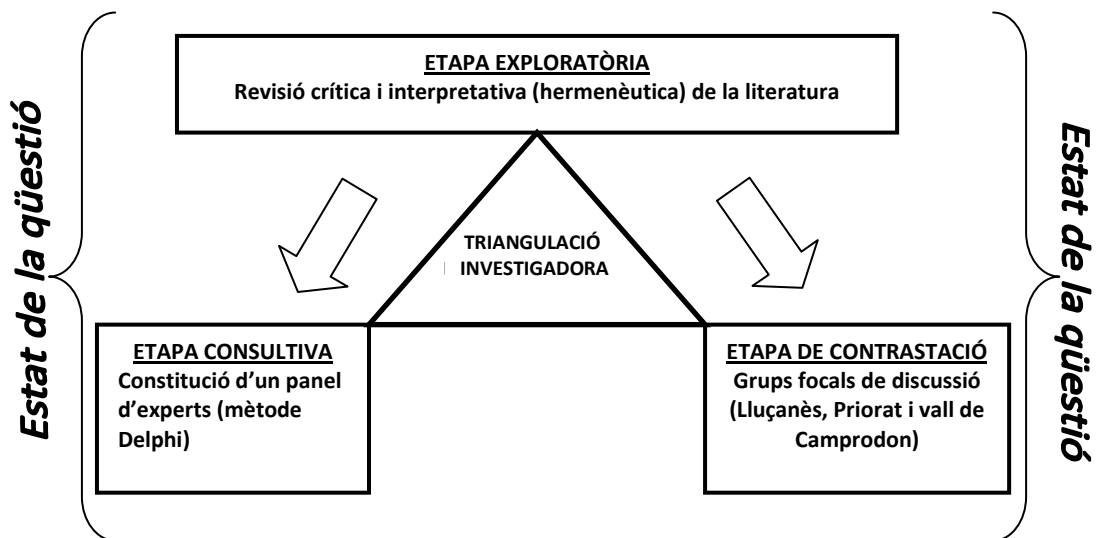 Estat de la qüestió
ETAPA EXPLORATÒRIA
Revisió crítica i interpretativa (hermenèutica) de la literatura
TRIANGULACIÓ
INVESTIGADORA
ETAPA CONSULTIVA
Constitució d’un panel
d’experts (mètode
Delphi)
ETAPA DE CONTRASTACIÓ
Grups focals de discussió
(Lluçanès, Priorat i vall de
Camprodon)
Estat de la qüestió